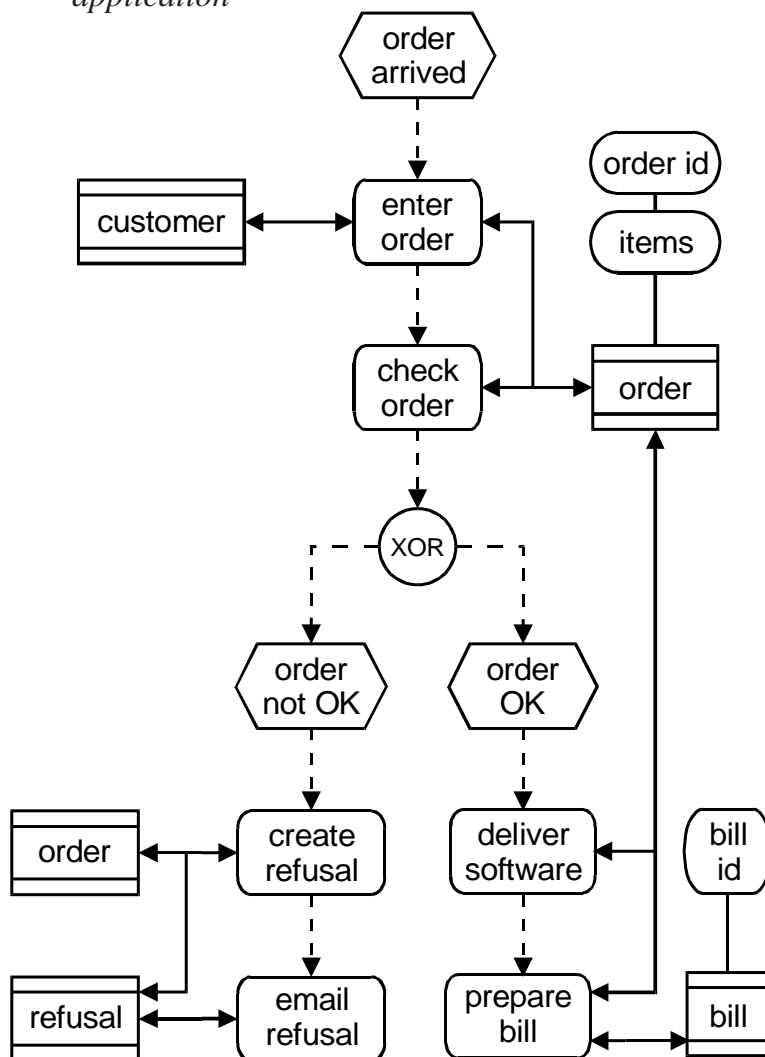 application
order
arrived
order id
customer
enter
order
items
check
order
order
XOR
order
not OK
order
OK
order
create
refusal
deliver
software
bill
id
refusal
email
refusal
prepare
bill
bill